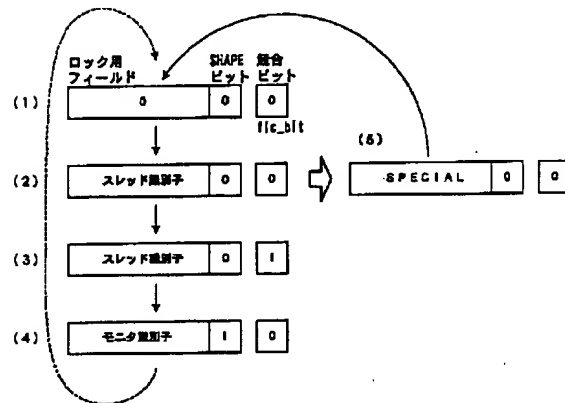 ロック用 SHAPE 競合
フィールド ビット ビット
(1) 0 0 0
flc_bit
(5)
(2) スレッド識別子 0 0
SPECIAL 0 0
(3) スレッド識別子 0 1
(4) モニタ識別子 1 0